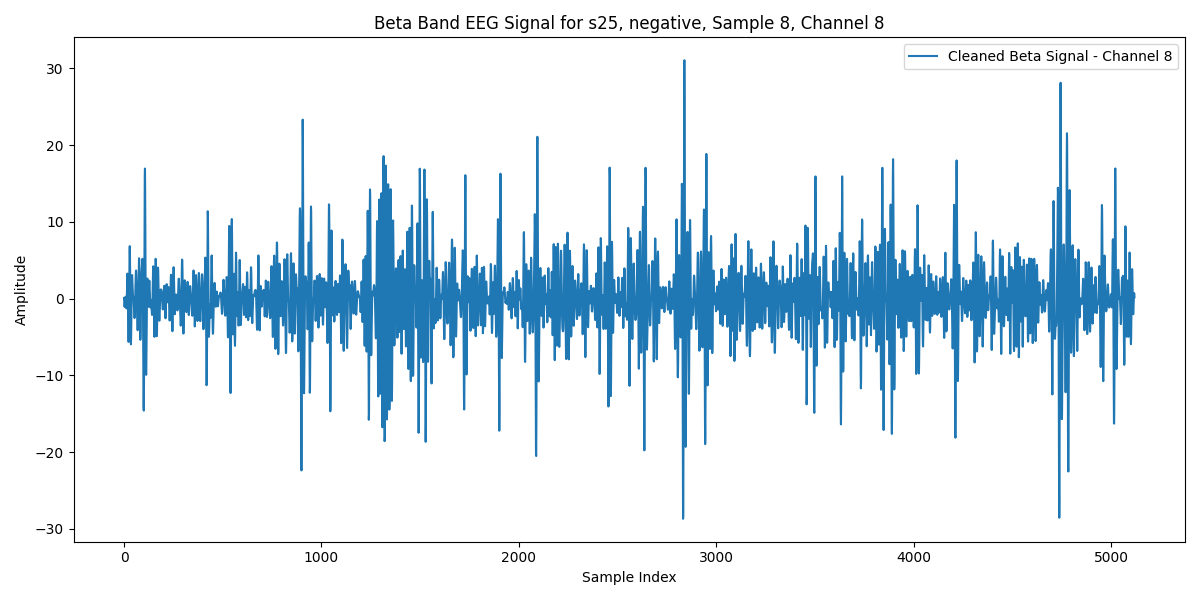 Beta Band EEG Signal for s25, negative, Sample 8, Channel 8
Cleaned Beta Signal - Channel 8
Amplitude
30
20
10
0
−10
−20
−30
0 1000 2000 3000 4000 5000
Sample Index